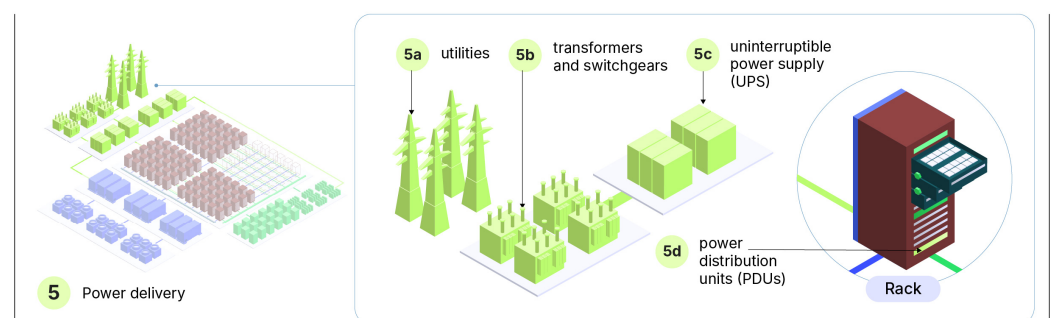 5a
utilities
5b
transformers
and switchgears
5c
uninterruptible
power supply
(UPS)
5d
power
distribution
units (PDUs)
Rack
5
Power delivery